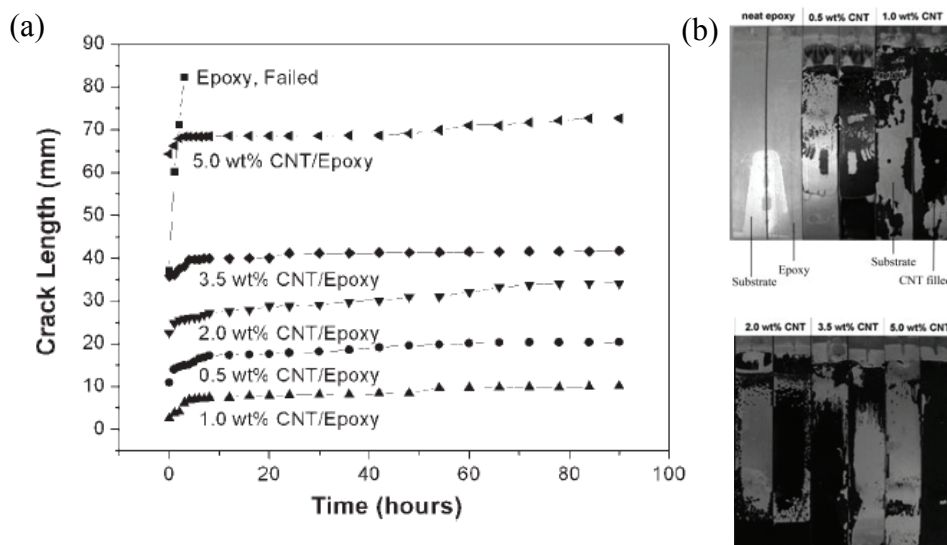 (a)
90
80
70
60
50
40
30
20
10
0
Crack Length (mm)
Epoxy, Failed
5.0 wt% CNT/Epoxy
3.5 wt% CNT/Epoxy
2.0 wt% CNT/Epoxy
0.5 wt% CNT/Epoxy
1.0 wt% CNT/Epoxy
0 20 40 60 80 100
Time (hours)
(b)
neat epoxy 0.5 wt% CNT 1.0 wt% CNT
Substrate Epoxy Substrate CNT filled
2.0 wt% CNT 3.5 wt% CNT 5.0 wt% CNT